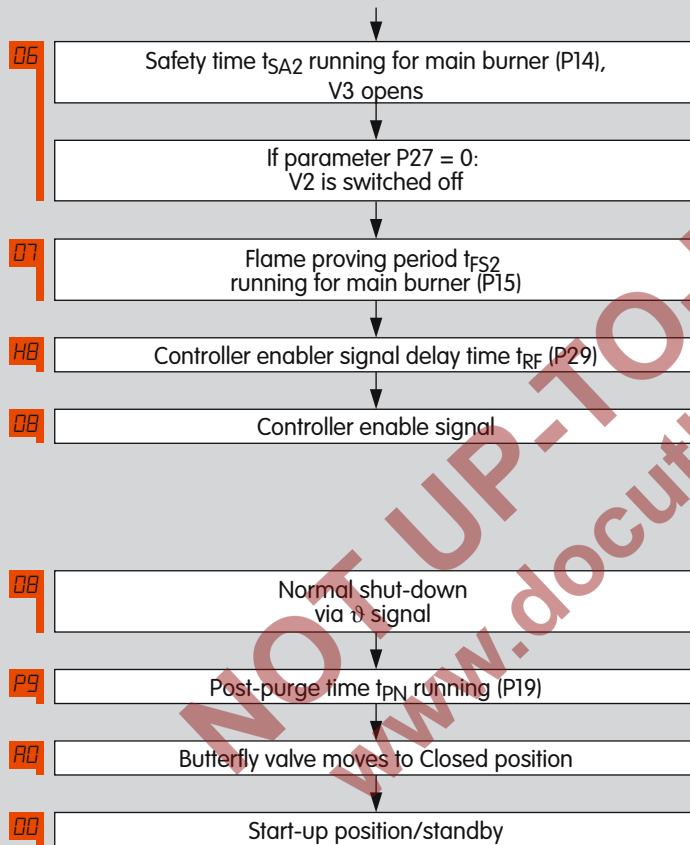 06
Safety time tSA2 running for main burner (P14),
V3 opens
If parameter P27 = 0:
V2 is switched off
07
Flame proving period tFS2
running for main burner (P15)
H8
Controller enabler signal delay time tRF (P29)
08
Controller enable signal
08
Normal shut-down
via ϑ signal
P9
Post-purge time tPN running (P19)
A0
Butterfly valve moves to Closed position
00
Start-up position/standby
NOT UP-TO-
www.docuth